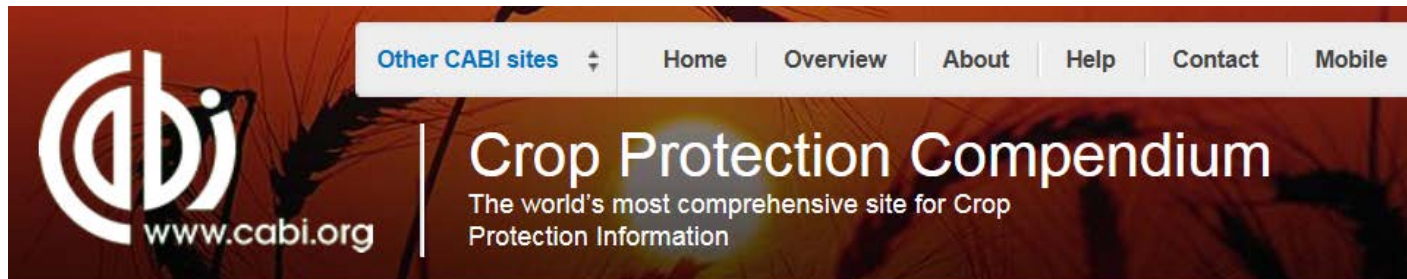 Other CABI sites Home Overview About Help Contact Mobile
cabi
www.cabi.org
Crop Protection Compendium
The world's most comprehensive site for Crop
Protection Information